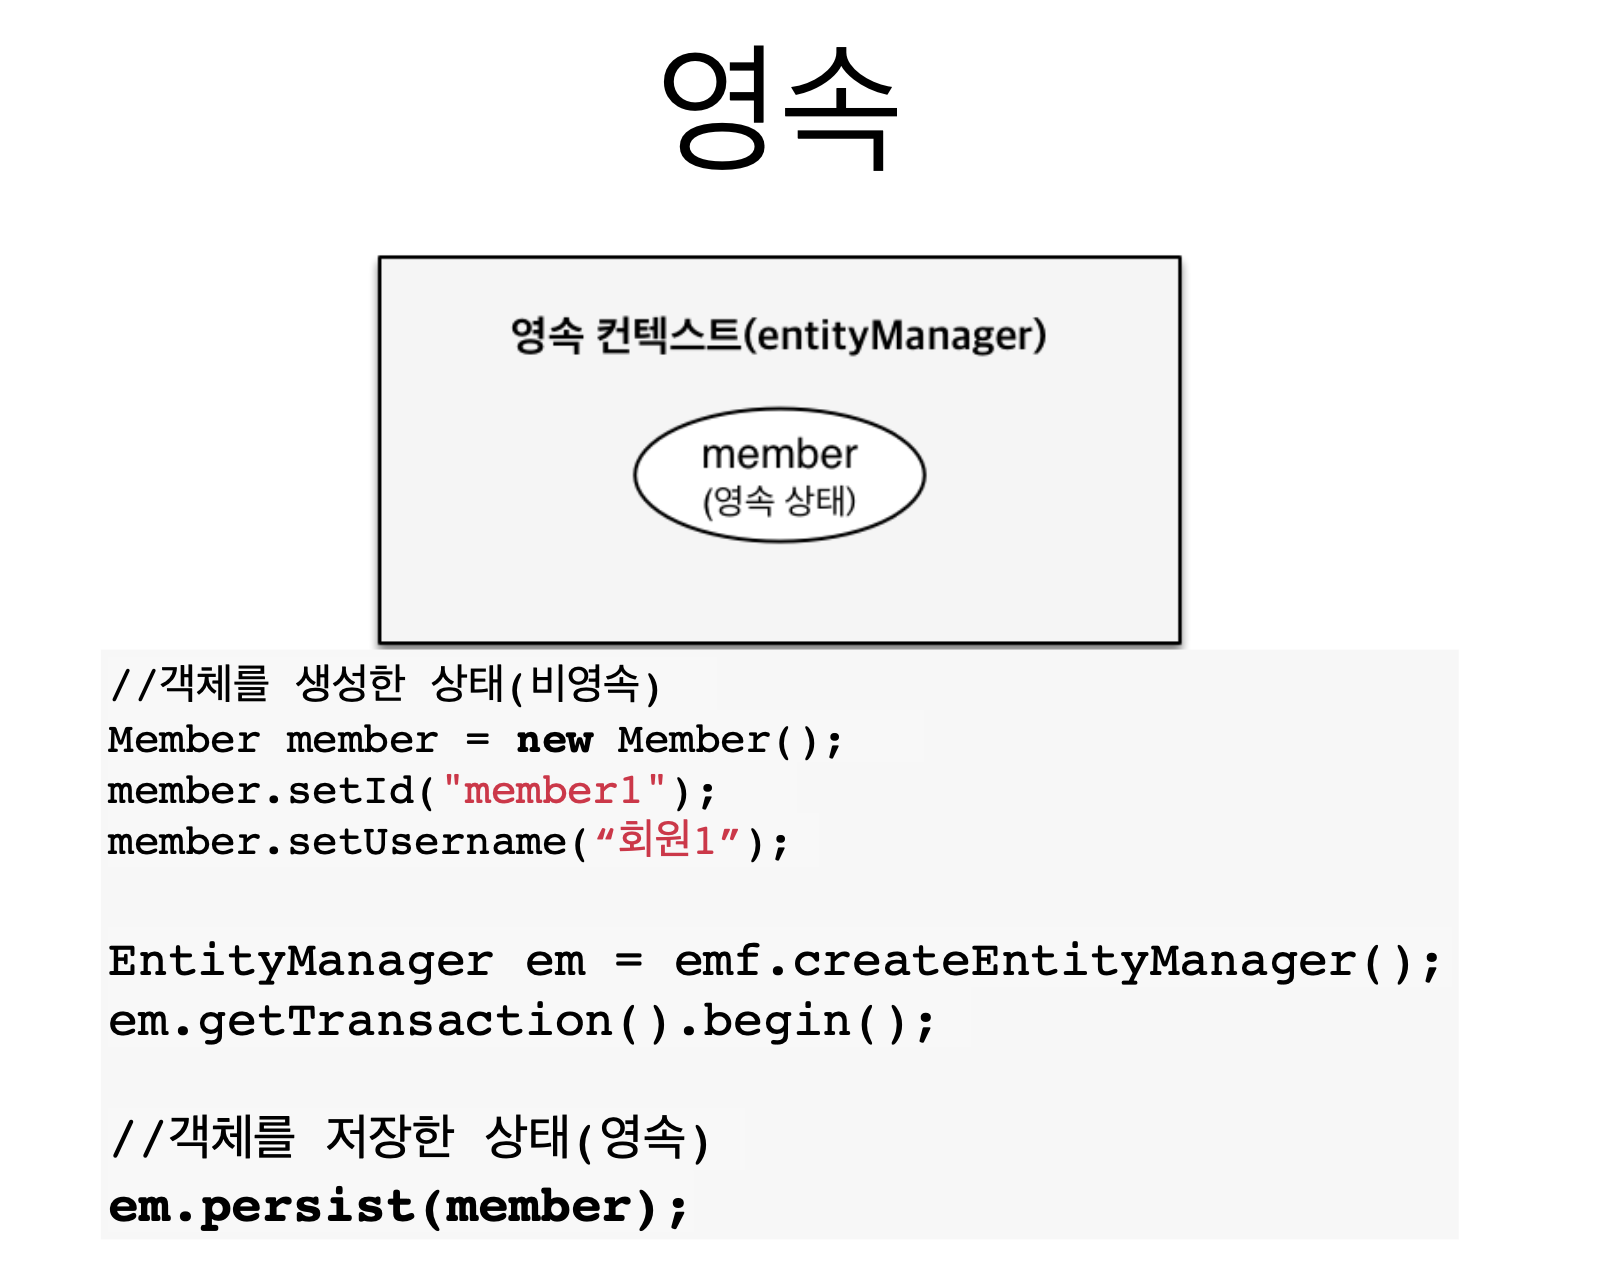 영속
영속 컨텍스트(entityManager)
member
(영속 상태)
//객체를 생성한 상태(비영속)
Member member = new Member();
member.setId("member1");
member.setUsername(“회원1”);
EntityManager em = emf.createEntityManager();
em.getTransaction().begin();
//객체를 저장한 상태(영속)
em.persist(member);